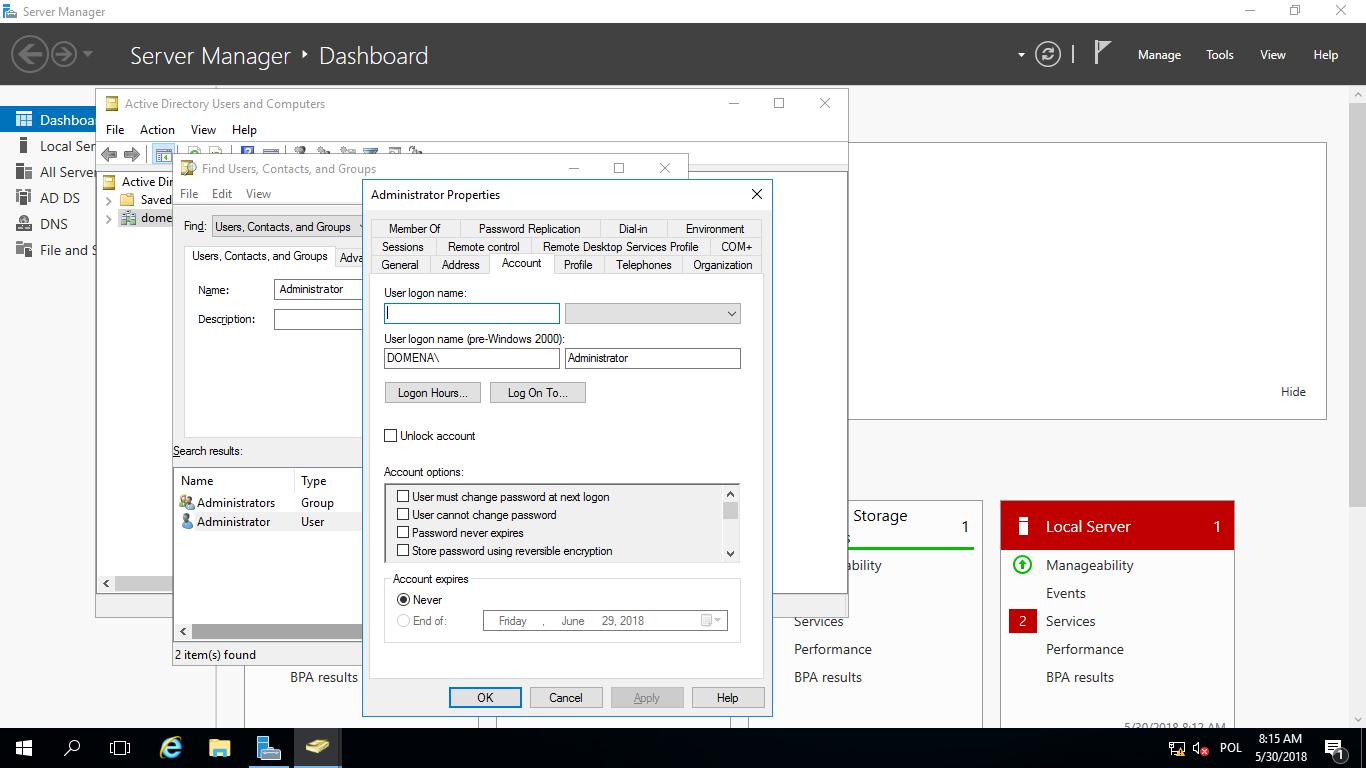 Server Manager
Server Manager ‣ Dashboard
Manage Tools View Help
Dashboa
Local Ser
All Server
AD DS
DNS
File and S
Active Directory Users and Computers
File Action View Help
Active Dir
Saved
dome
Find Users, Contacts, and Groups
File Edit View
Find: Users, Contacts, and Groups
Users, Contacts, and Groups Adva
Name: Administrator
Description:
Search results:
Name Type
Administrators Group
Administrator User
2 item(s) found
Administrator Properties
Member Of Password Replication Dial-in Environment
Sessions Remote control Remote Desktop Services Profile COM+
General Address Account Profile Telephones Organization
User logon name:
User logon name (pre-Windows 2000):
DOMENA\ Administrator
Logon Hours... Log On To...
Unlock account
Account options:
User must change password at next logon
User cannot change password
Password never expires
Store password using reversible encryption
Account expires
Never
End of: Friday , June 29, 2018
OK Cancel Apply Help
Hide
Storage 1
s
ability
Services
Performance
BPA results
BPA results
Local Server 1
Manageability
Events
2 Services
Performance
BPA results
5/30/2018 8:12 AM
POL
8:15 AM
5/30/2018
1